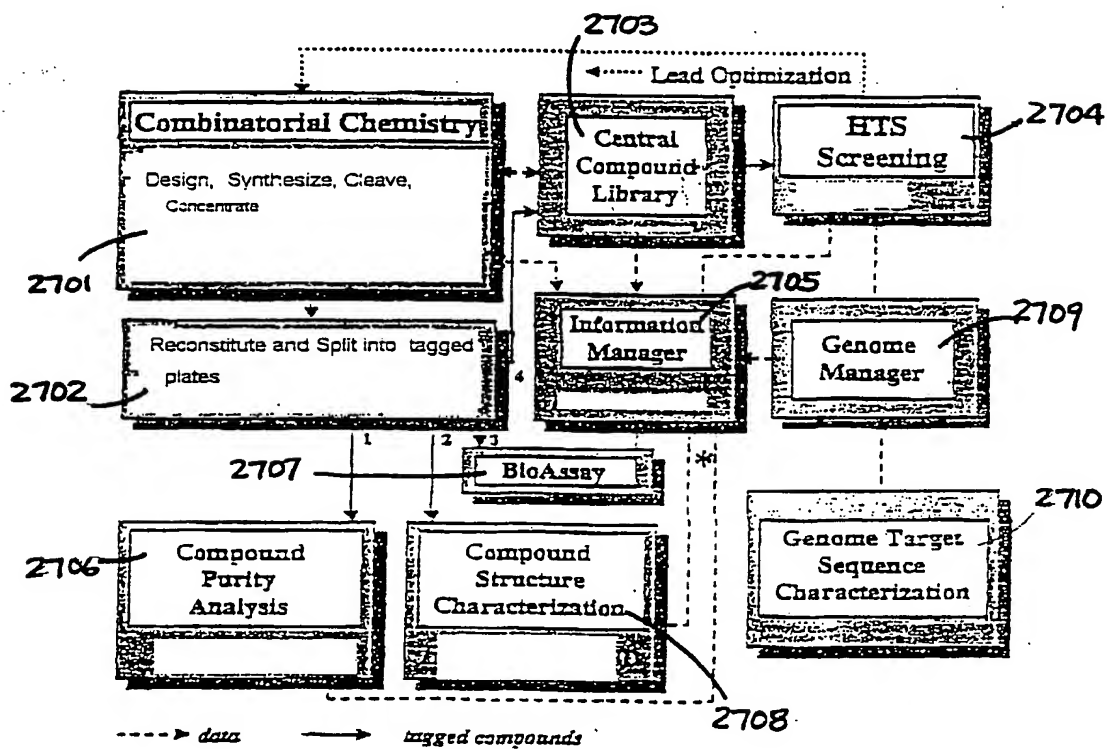 2703
Lead Optimization
Combinatorial Chemistry
Design, Synthesize, Cleave,
Concentrate
2701
Central
Compound
Library
HTS
Screening
2704
2705
Information
Manager
2709
Genome
Manager
Reconstitute and Split into tagged
plates
2702
4
1
2
3
2707
BioAssay
*
2710
2706
Compound
Purity
Analysis
Compound
Structure
Characterization
Genome Target
Sequence
Characterization
2708
data
tagged compounds